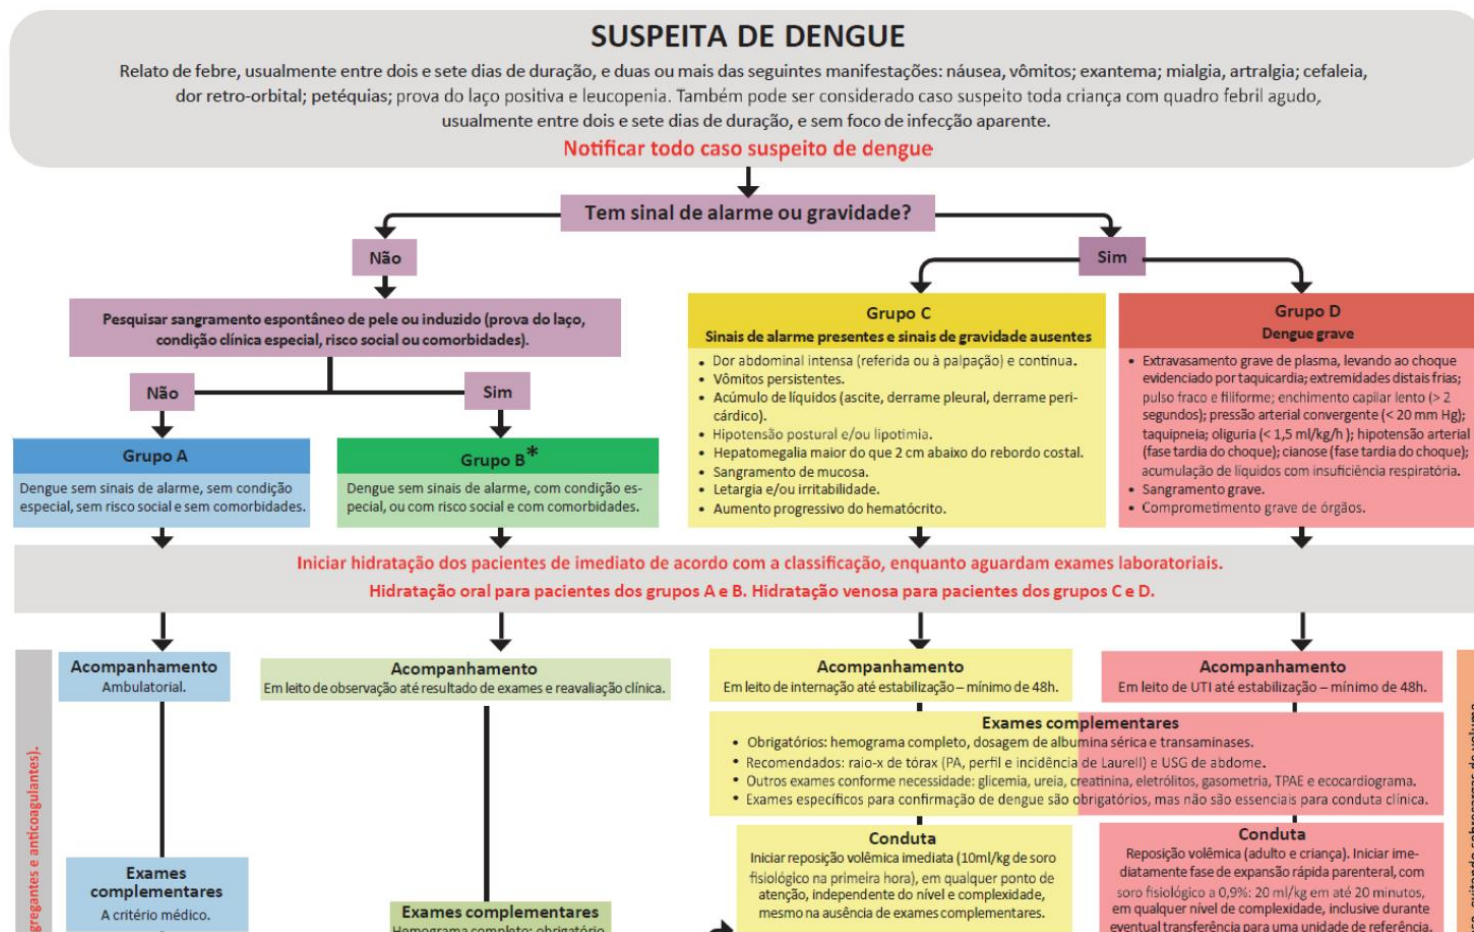 SUSPEITA DE DENGUE
Relato de febre, usualmente entre dois e sete dias de duração, e duas ou mais das seguintes manifestações: náusea, vômitos; exantema; mialgia, artralgia; cefaleia,
dor retro-orbital; petéquias; prova do laço positiva e leucopenia. Também pode ser considerado caso suspeito toda criança com quadro febril agudo,
usualmente entre dois e sete dias de duração, e sem foco de infecção aparente.
Notificar todo caso suspeito de dengue
Tem sinal de alarme ou gravidade?
Não
Sim
Pesquisar sangramento espontâneo de pele ou induzido (prova do laço,
condição clínica especial, risco social ou comorbidades).
Não
Sim
Grupo A
Dengue sem sinais de alarme, sem condição
especial, sem risco social e sem comorbidades.
Grupo B*
Dengue sem sinais de alarme, com condição es-
pecial, ou com risco social e com comorbidades.
Grupo C
Sinais de alarme presentes e sinais de gravidade ausentes
• Dor abdominal intensa (referida ou à palpação) e contínua.
• Vômitos persistentes.
• Acúmulo de líquidos (ascite, derrame pleural, derrame peri-
cárdico).
• Hipotensão postural e/ou lipotimia.
• Hepatomegalia maior do que 2 cm abaixo do rebordo costal.
• Sangramento de mucosa.
• Letargia e/ou irritabilidade.
• Aumento progressivo do hematócrito.
Grupo D
Dengue grave
• Extravasamento grave de plasma, levando ao choque
evidenciado por taquicardia; extremidades distais frias;
pulso fraco e filiforme; enchimento capilar lento (> 2
segundos); pressão arterial convergente (< 20 mm Hg);
taquipneia; oliguria (< 1,5 ml/kg/h ); hipotensão arterial
(fase tardia do choque); cianose (fase tardia do choque);
acumulação de líquidos com insuficiência respiratória.
• Sangramento grave.
• Comprometimento grave de órgãos.
Iniciar hidratação dos pacientes de imediato de acordo com a classificação, enquanto aguardam exames laboratoriais.
Hidratação oral para pacientes dos grupos A e B. Hidratação venosa para pacientes dos grupos C e D.
gregantes e anticoagulantes).
Acompanhamento
Ambulatorial.
Exames
complementares
A critério médico.
Acompanhamento
Em leito de observação até resultado de exames e reavaliação clínica.
Exames complementares
Hemograma completo: obrigatório
Acompanhamento
Em leito de internação até estabilização – mínimo de 48h.
Acompanhamento
Em leito de UTI até estabilização – mínimo de 48h.
Exames complementares
• Obrigatórios: hemograma completo, dosagem de albumina sérica e transaminases.
• Recomendados: raio-x de tórax (PA, perfil e incidência de Laurell) e USG de abdome.
• Outros exames conforme necessidade: glicemia, ureia, creatinina, eletrólitos, gasometria, TPAE e ecocardiograma.
• Exames específicos para confirmação de dengue são obrigatórios, mas não são essenciais para conduta clínica.
Conduta
Iniciar reposição volêmica imediata (10ml/kg de soro
fisiológico na primeira hora), em qualquer ponto de
atenção, independente do nível e complexidade,
mesmo na ausência de exames complementares.
Conduta
Reposição volêmica (adulto e criança). Iniciar ime-
diatamente fase de expansão rápida parenteral, com
soro fisiológico a 0,9%: 20 ml/kg em até 20 minutos,
em qualquer nível de complexidade, inclusive durante
eventual transferência para uma unidade de referência.